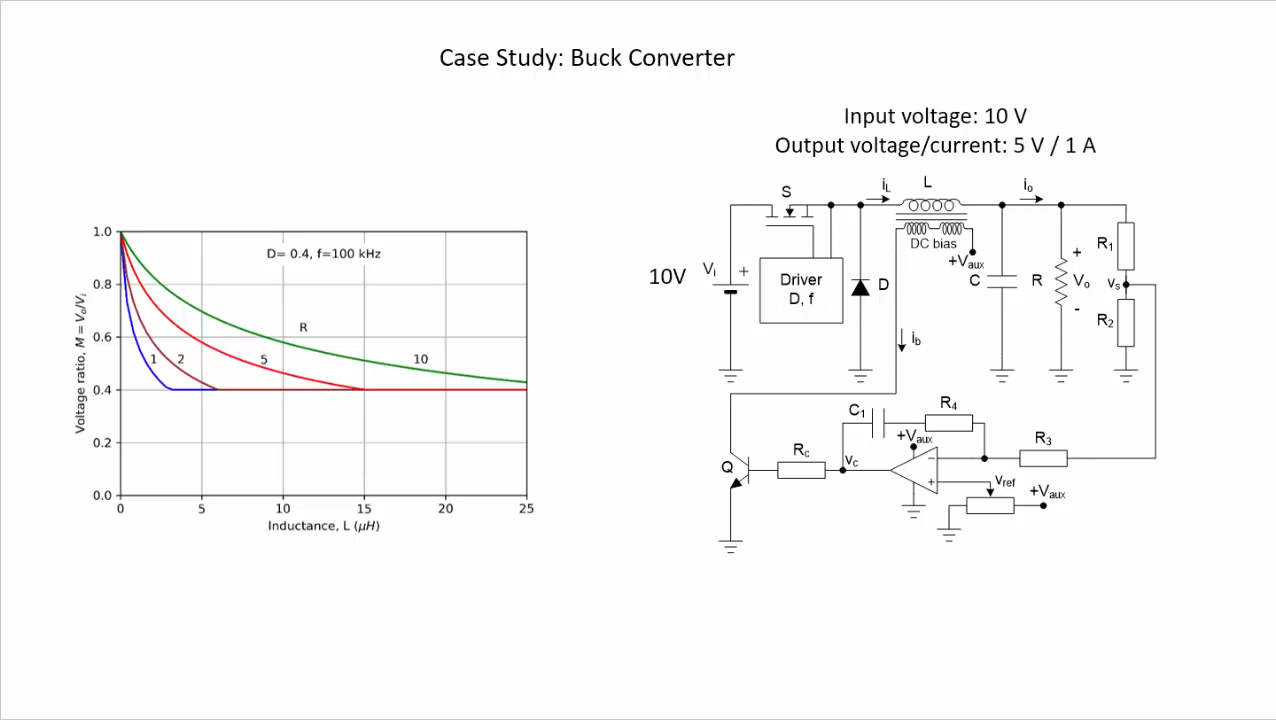 Case Study: Buck Converter
Input voltage: 10 V
Output voltage/current: 5 V / 1 A
Voltage ratio, M = Vₒ/Vᵢ
1.0
0.8
0.6
0.4
0.2
0.0
D= 0.4, f=100 kHz
R
1
2
5
10
0
5
10
15
20
25
Inductance, L (μH)
10V
Vi
+
S
Driver
D, f
iL
L
DC bias
+Vaux
io
D
C
R
+
Vo
-
R1
vs
R2
ib
C1
R4
+Vaux
R3
Q
Rc
vc
−
+
vref
+Vaux